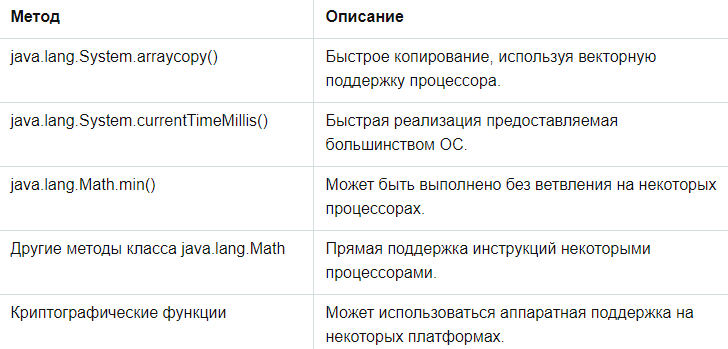 Метод Описание
java.lang.System.arraycopy() Быстрое копирование, используя векторную
поддержку процессора.
java.lang.System.currentTimeMillis() Быстрая реализация предоставляемая
большинством ОС.
java.lang.Math.min() Может быть выполнено без ветвления на некоторых
процессорах.
Другие методы класса java.lang.Math Прямая поддержка инструкций некоторыми
процессорами.
Криптографические функции Может использоваться аппаратная поддержка на
некоторых платформах.